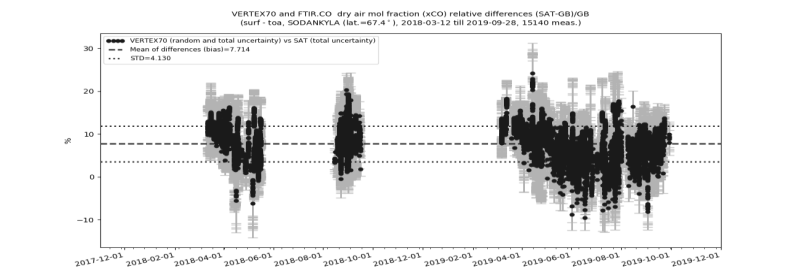 VERTEX70 and FTIR.CO dry air mol fraction (xCO) relative differences (SAT-GB)/GB
(surf - toa, SODANKYLA (lat.=67.4°), 2018-03-12 till 2019-09-28, 15140 meas.)
VERTEX70 (random and total uncertainty) vs SAT (total uncertainty)
Mean of differences (bias)=7.714
STD=4.130
%
30
20
10
0
−10
2017-12-01 2018-02-01 2018-04-01 2018-06-01 2018-08-01 2018-10-01 2018-12-01 2019-02-01 2019-04-01 2019-06-01 2019-08-01 2019-10-01 2019-12-01